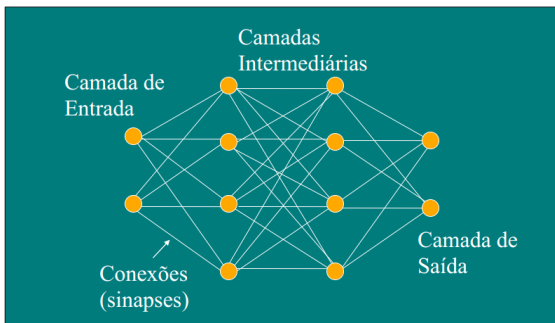 Camadas
Intermediárias
Camada de
Entrada
Camada de
Saída
Conexões
(sinapses)